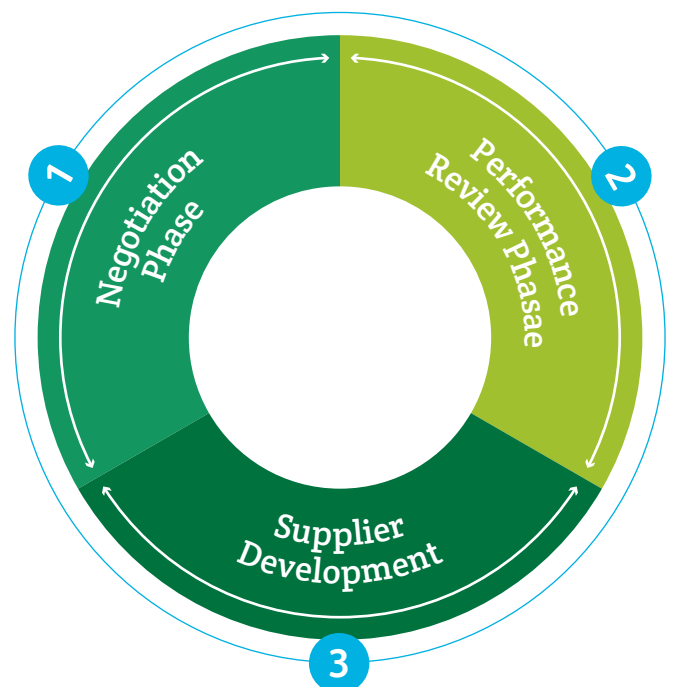 1
Negotiation
Phase
2
Performance
Review Phasae
3
Supplier
Development